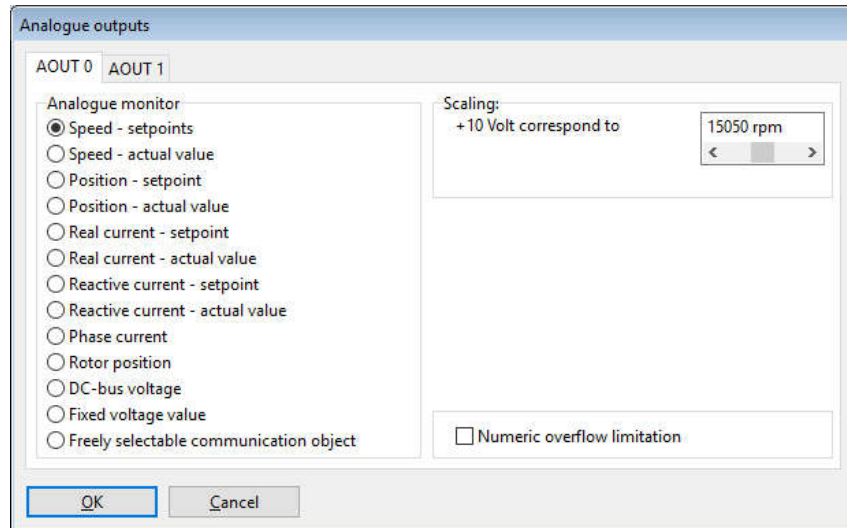 Analogue outputs
AOUT 0 AOUT 1
Analogue monitor
Speed - setpoints
Speed - actual value
Position - setpoint
Position - actual value
Real current - setpoint
Real current - actual value
Reactive current - setpoint
Reactive current - actual value
Phase current
Rotor position
DC-bus voltage
Fixed voltage value
Freely selectable communication object
Scaling:
+10 Volt correspond to 15050 rpm
Numeric overflow limitation
OK Cancel